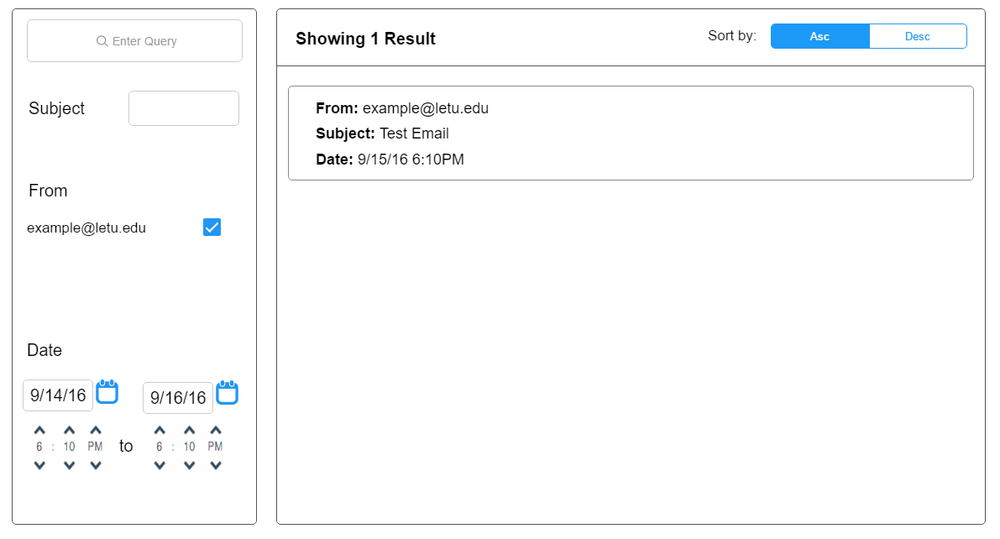 Enter Query
Subject
From
example@letu.edu
Date
9/14/16
9/16/16
6 : 10 PM to 6 : 10 PM
Showing 1 Result
Sort by: Asc Desc
From: example@letu.edu
Subject: Test Email
Date: 9/15/16 6:10PM